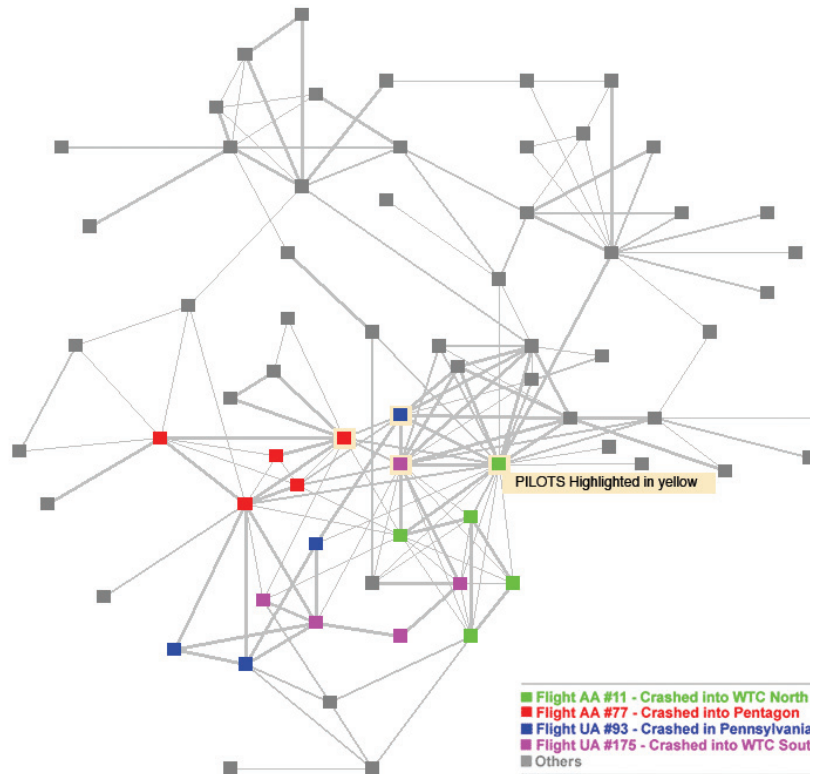 PILOTS Highlighted in yellow
Flight AA #11 - Crashed into WTC North
Flight AA #77 - Crashed into Pentagon
Flight UA #93 - Crashed in Pennsylvania
Flight UA #175 - Crashed into WTC Sout
Others